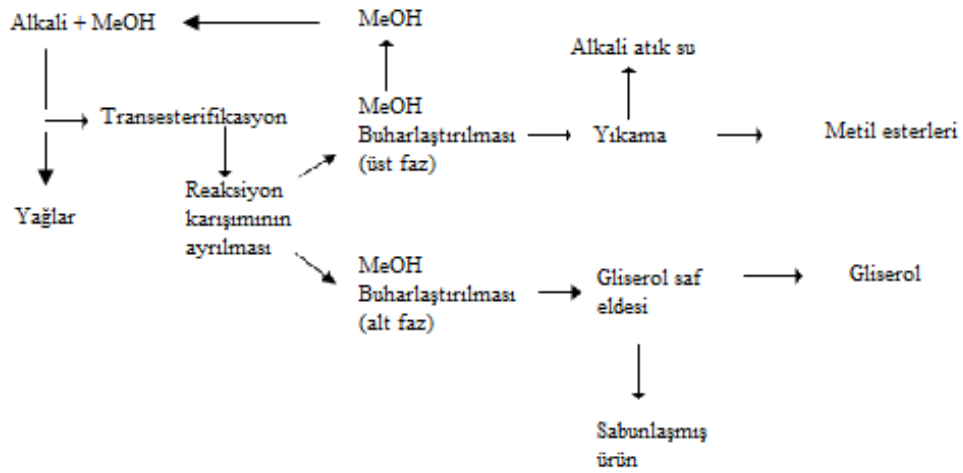 Alkali + MeOH
MeOH
Alkali atık su
Transesterifikasyon
MeOH
Buharlaştırılması
(üst faz)
Yıkama
Metil esterleri
Yağlar
Reaksiyon
karışımının
ayrılması
MeOH
Buharlaştırılması
(alt faz)
Gliserol saf
eldesi
Gliserol
Sabunlaşmış
ürün